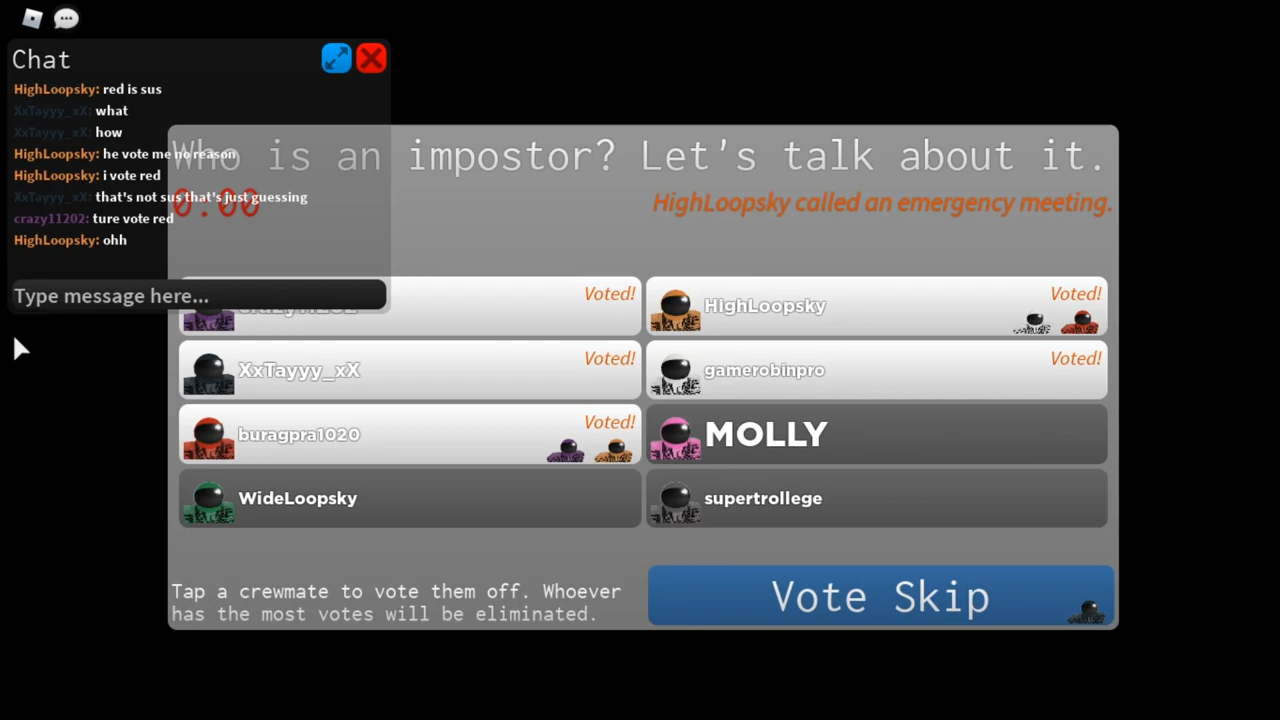 Chat
HighLoopsky: red is sus
XxTayyy_xX: what
XxTayyy_xX: how
HighLoopsky: he vote me no reason
HighLoopsky: i vote red
XxTayyy_xX: that's not sus that's just guessing
crazy11202: ture vote red
HighLoopsky: ohh
Type message here...
Who is an impostor? Let's talk about it.
0:00
HighLoopsky called an emergency meeting.
crazy11202
Voted!
HighLoopsky
Voted!
XxTayyy_xX
Voted!
gamerobinpro
Voted!
buragpra1020
Voted!
MOLLY
WideLoopsky
supertrollege
Tap a crewmate to vote them off. Whoever
has the most votes will be eliminated.
Vote Skip